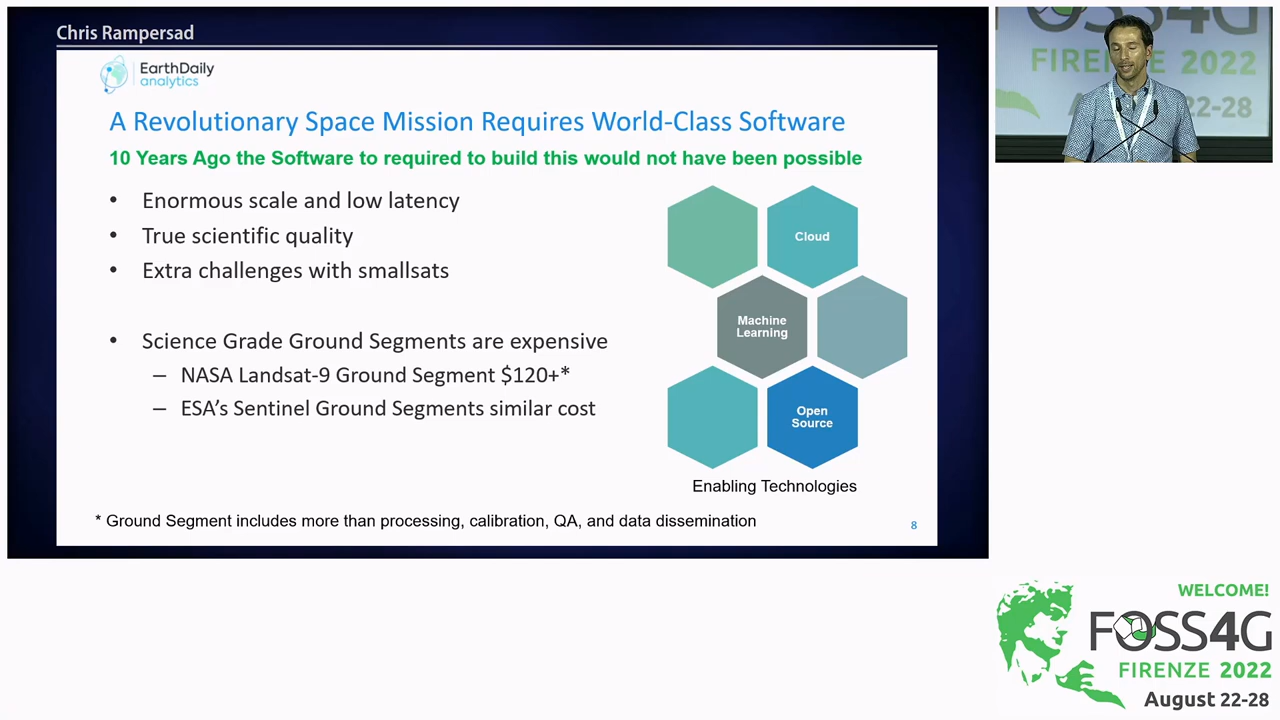 Chris Rampersad
EarthDaily
analytics
A Revolutionary Space Mission Requires World-Class Software
10 Years Ago the Software to required to build this would not have been possible
• Enormous scale and low latency
• True scientific quality
• Extra challenges with smallsats
• Science Grade Ground Segments are expensive
– NASA Landsat-9 Ground Segment $120+*
– ESA's Sentinel Ground Segments similar cost
Cloud
Machine
Learning
Open
Source
Enabling Technologies
* Ground Segment includes more than processing, calibration, QA, and data dissemination
8
FOSS4G
FIRENZE 2022
22-28
WELCOME!
FOSS4G
FIRENZE 2022
August 22-28